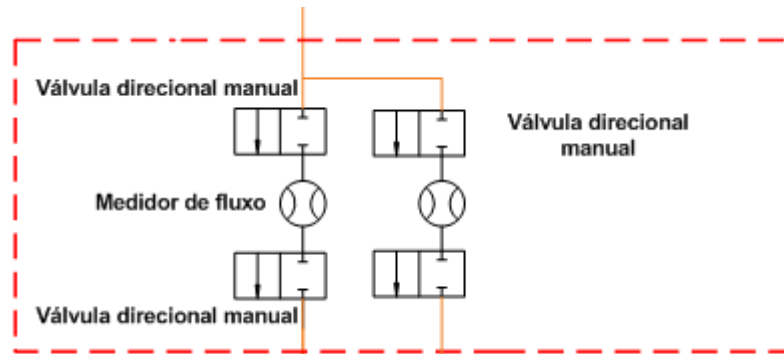 Válvula direcional manual
Válvula direcional
manual
Medidor de fluxo
Válvula direcional manual